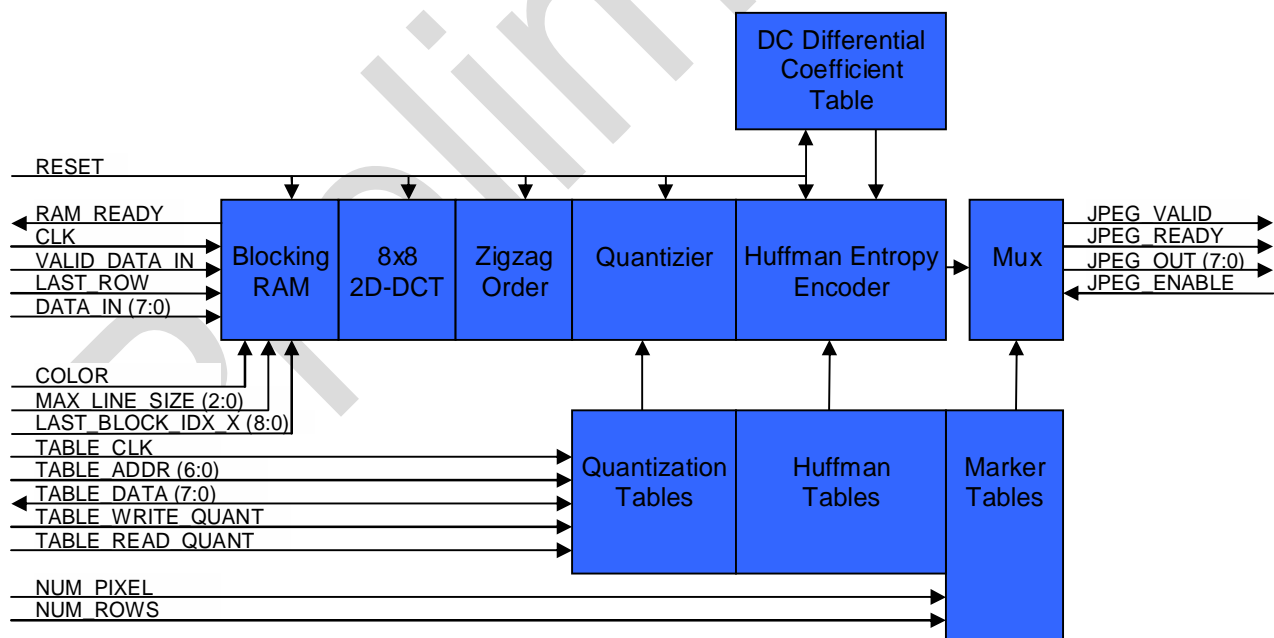 DC Differential
Coefficient
Table
RESET
RAM_READY
CLK
VALID_DATA_IN
LAST_ROW
DATA_IN (7:0)
Blocking
RAM
8x8
2D-DCT
Zigzag
Order
Quantizier
Huffman Entropy
Encoder
Mux
JPEG_VALID
JPEG_READY
JPEG_OUT (7:0)
JPEG_ENABLE
COLOR
MAX_LINE_SIZE (2:0)
LAST_BLOCK_IDX_X (8:0)
TABLE_CLK
TABLE_ADDR (6:0)
TABLE_DATA (7:0)
TABLE_WRITE_QUANT
TABLE_READ_QUANT
Quantization
Tables
Huffman
Tables
Marker
Tables
NUM_PIXEL
NUM_ROWS